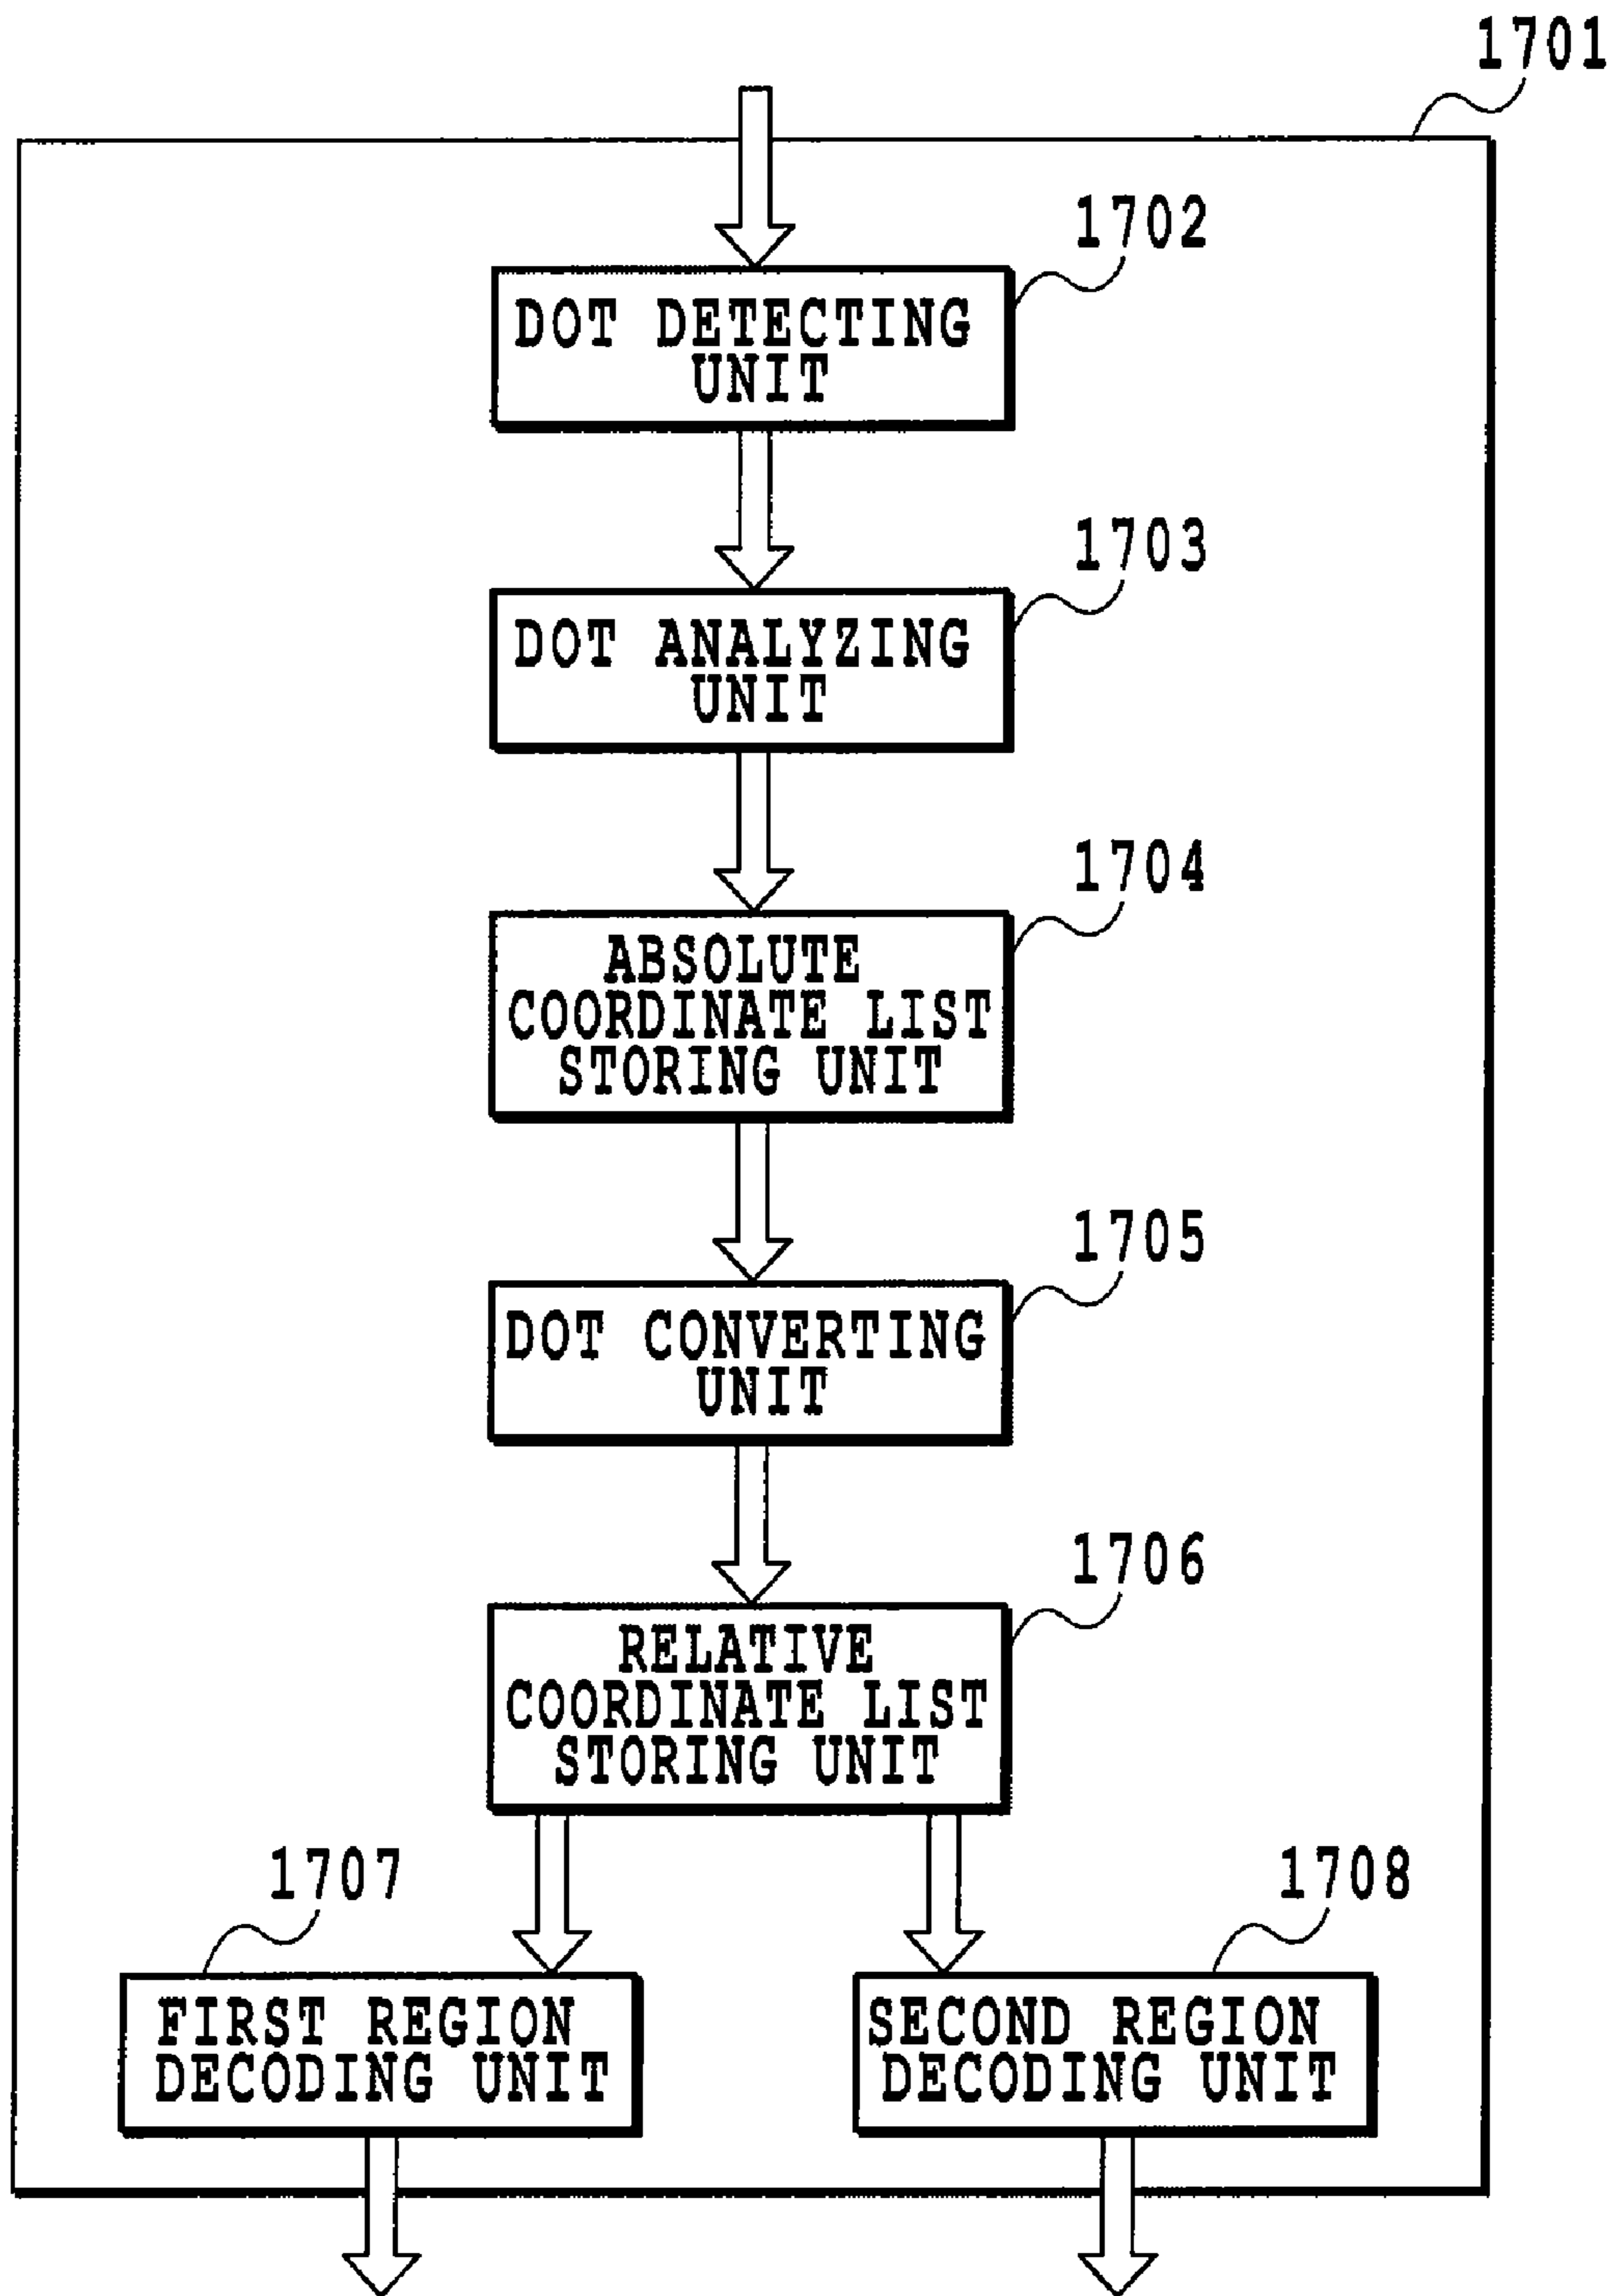 1701
1702
DOT DETECTING
UNIT
1703
DOT ANALYZING
UNIT
1704
ABSOLUTE
COORDINATE LIST
STORING UNIT
1705
DOT CONVERTING
UNIT
1706
RELATIVE
COORDINATE LIST
STORING UNIT
1707
FIRST REGION
DECODING UNIT
1708
SECOND REGION
DECODING UNIT